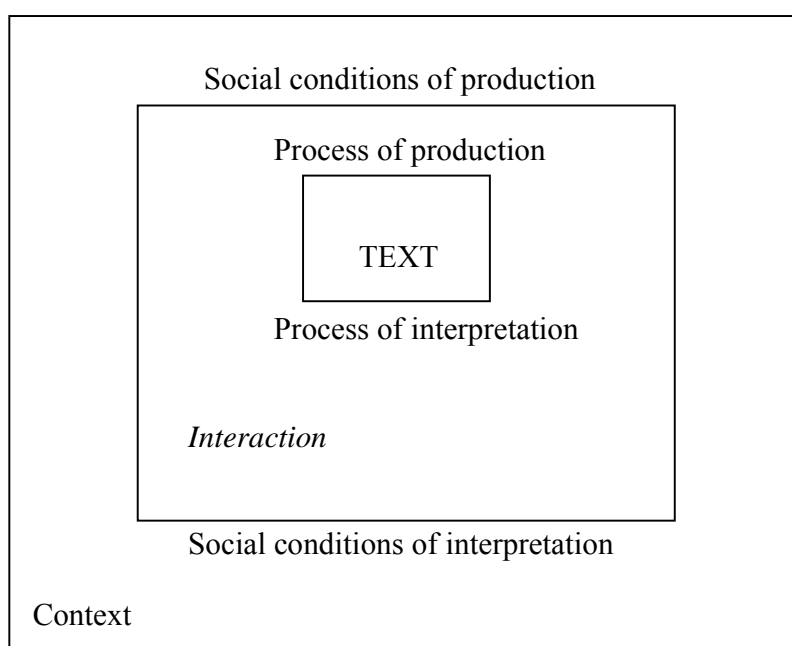 Social conditions of production
Process of production
TEXT
Process of interpretation
Interaction
Social conditions of interpretation
Context